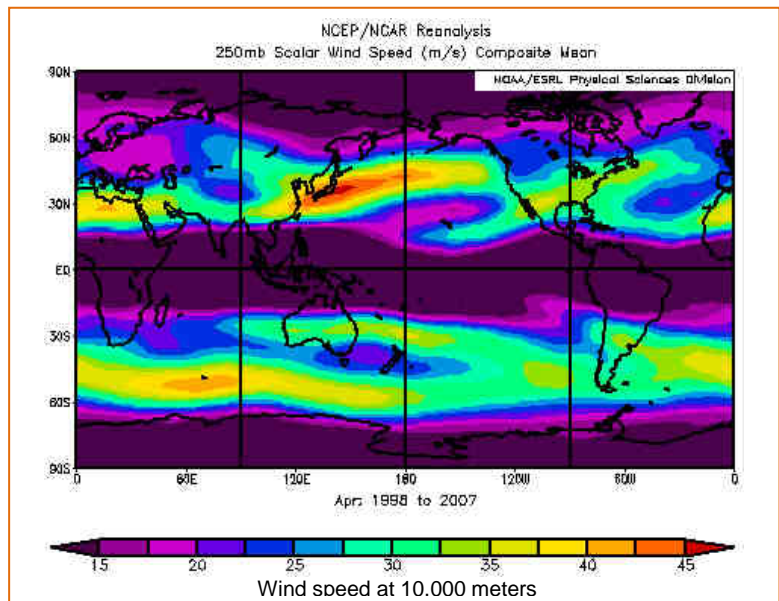 NCEP/NCAR Reanalysis
250mb Scalar Wind Speed (m/s) Composite Mean
NOAA/ESRL Physical Sciences Division
90N
60N
30N
EQ
30S
60S
90S
0 60E 120E 180 120W 60W 0
Apr: 1998 to 2007
15 20 25 30 35 40 45
Wind speed at 10.000 meters